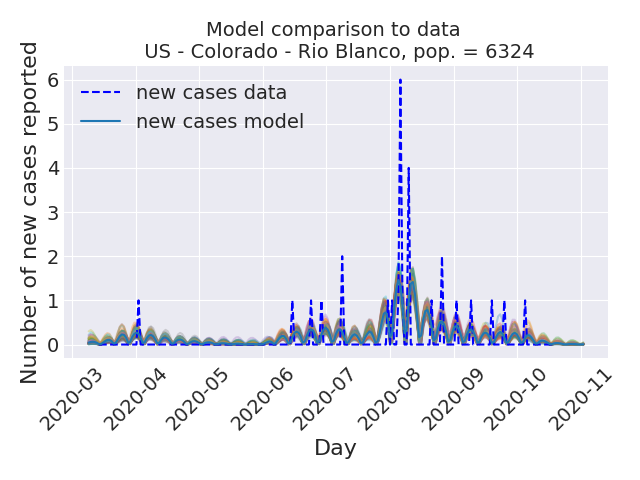 Model comparison to data
US - Colorado - Rio Blanco, pop. = 6324
Number of new cases reported
6
5
4
3
2
1
0
new cases data
new cases model
2020-03
2020-04
2020-05
2020-06
2020-07
2020-08
2020-09
2020-10
2020-11
Day